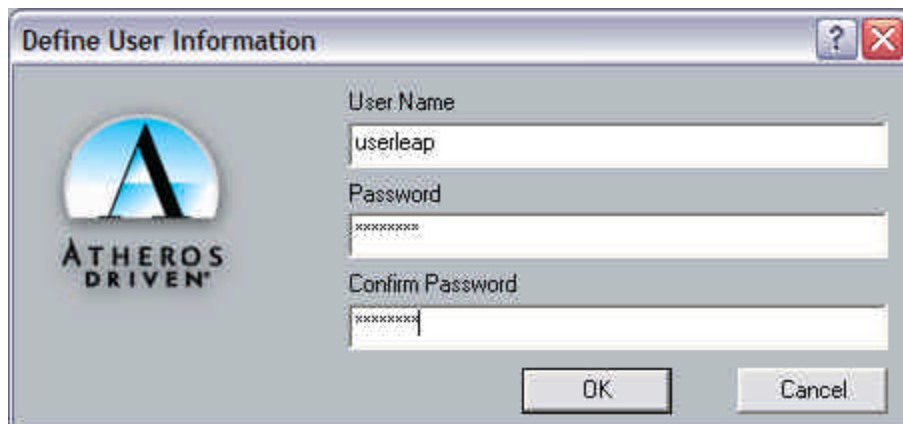 Define User Information
?
User Name
userleap
Password
********
Confirm Password
********
ATHEROS
DRIVEN®
OK
Cancel